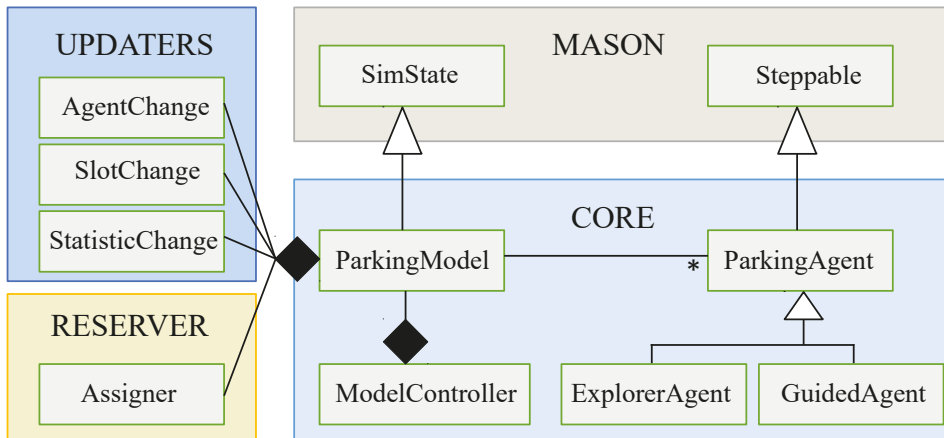 UPDATERS
AgentChange
SlotChange
StatisticChange
RESERVER
Assigner
MASON
SimState
Steppable
CORE
ParkingModel
*
ParkingAgent
ModelController
ExplorerAgent
GuidedAgent